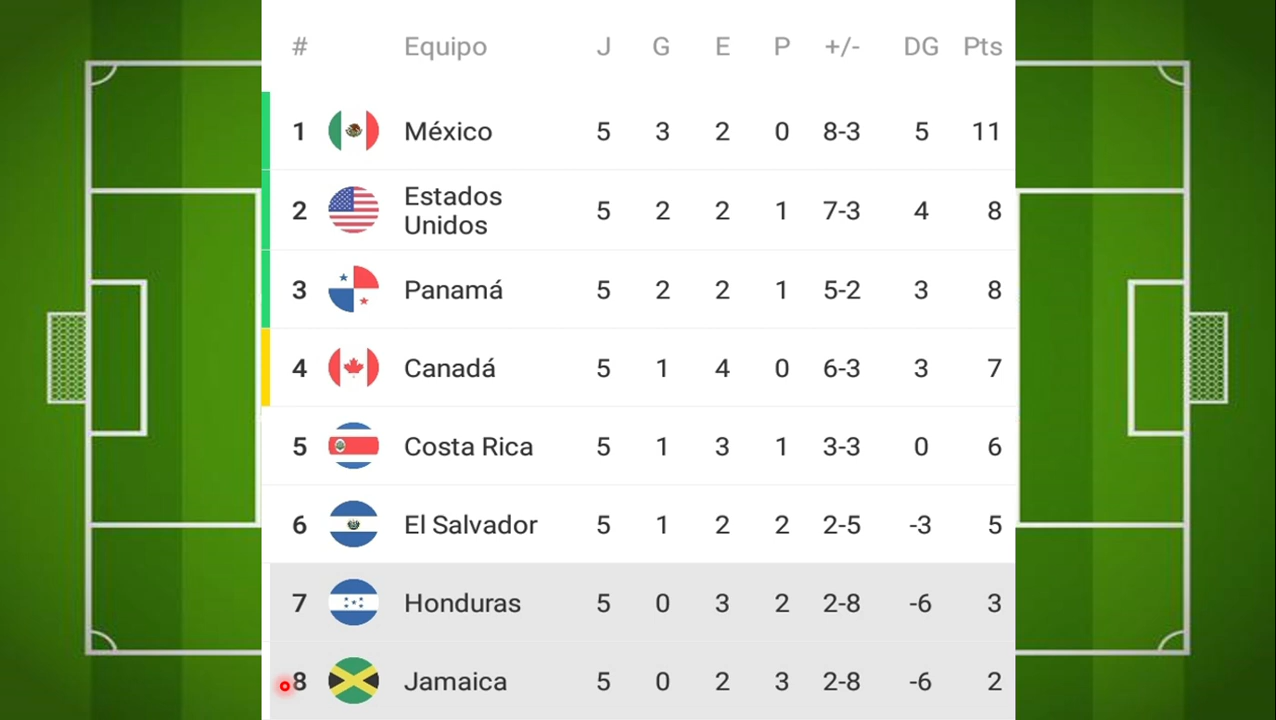 # Equipo J G E P +/- DG Pts
1 México 5 3 2 0 8-3 5 11
2 Estados Unidos 5 2 2 1 7-3 4 8
3 Panamá 5 2 2 1 5-2 3 8
4 Canadá 5 1 4 0 6-3 3 7
5 Costa Rica 5 1 3 1 3-3 0 6
6 El Salvador 5 1 2 2 2-5 -3 5
7 Honduras 5 0 3 2 2-8 -6 3
8 Jamaica 5 0 2 3 2-8 -6 2